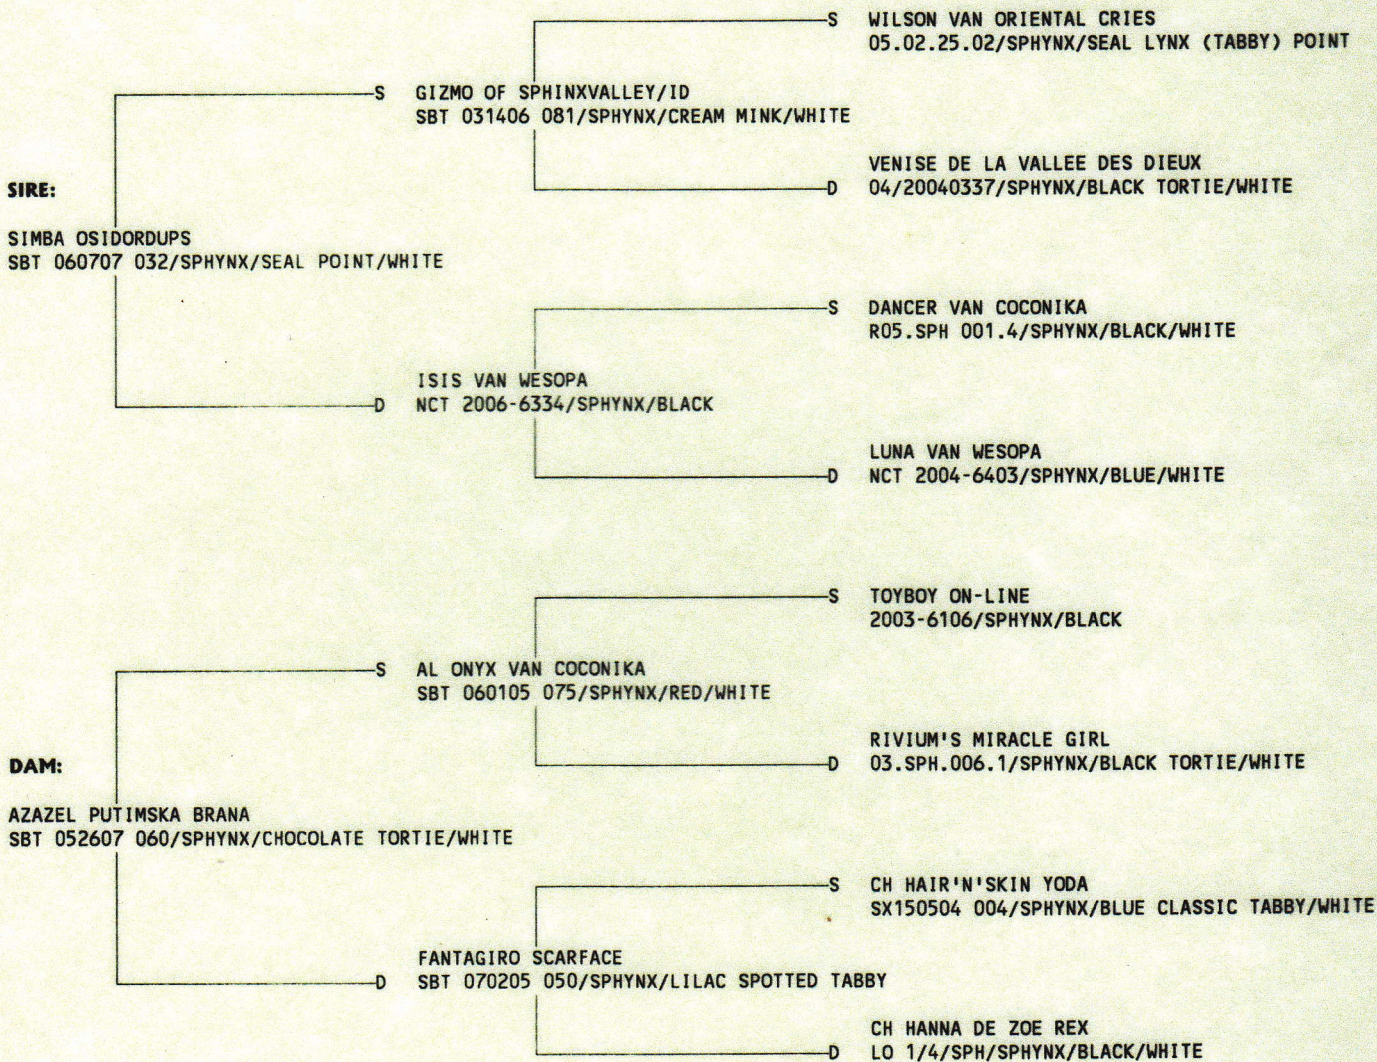 S WILSON VAN ORIENTAL CRIES
05.02.25.02/SPHYNX/SEAL LYNX (TABBY) POINT
S GIZMO OF SPHINXVALLEY/ID
SBT 031406 081/SPHYNX/CREAM MINK/WHITE
VENISE DE LA VALLEE DES DIEUX
D 04/20040337/SPHYNX/BLACK TORTIE/WHITE
SIRE:
SIMBA OSIDORDUPS
SBT 060707 032/SPHYNX/SEAL POINT/WHITE
S DANCER VAN COCONIKA
R05.SPH 001.4/SPHYNX/BLACK/WHITE
ISIS VAN WESOPA
D NCT 2006-6334/SPHYNX/BLACK
LUNA VAN WESOPA
D NCT 2004-6403/SPHYNX/BLUE/WHITE
S TOYBOY ON-LINE
2003-6106/SPHYNX/BLACK
S AL ONYX VAN COCONIKA
SBT 060105 075/SPHYNX/RED/WHITE
RIVIUM'S MIRACLE GIRL
D 03.SPH.006.1/SPHYNX/BLACK TORTIE/WHITE
DAM:
AZAZEL PUTIMSKA BRANA
SBT 052607 060/SPHYNX/CHOCOLATE TORTIE/WHITE
S CH HAIR'N'SKIN YODA
SX150504 004/SPHYNX/BLUE CLASSIC TABBY/WHITE
FANTAGIRO SCARFACE
D SBT 070205 050/SPHYNX/LILAC SPOTTED TABBY
CH HANNA DE ZOE REX
D LO 1/4/SPH/SPHYNX/BLACK/WHITE